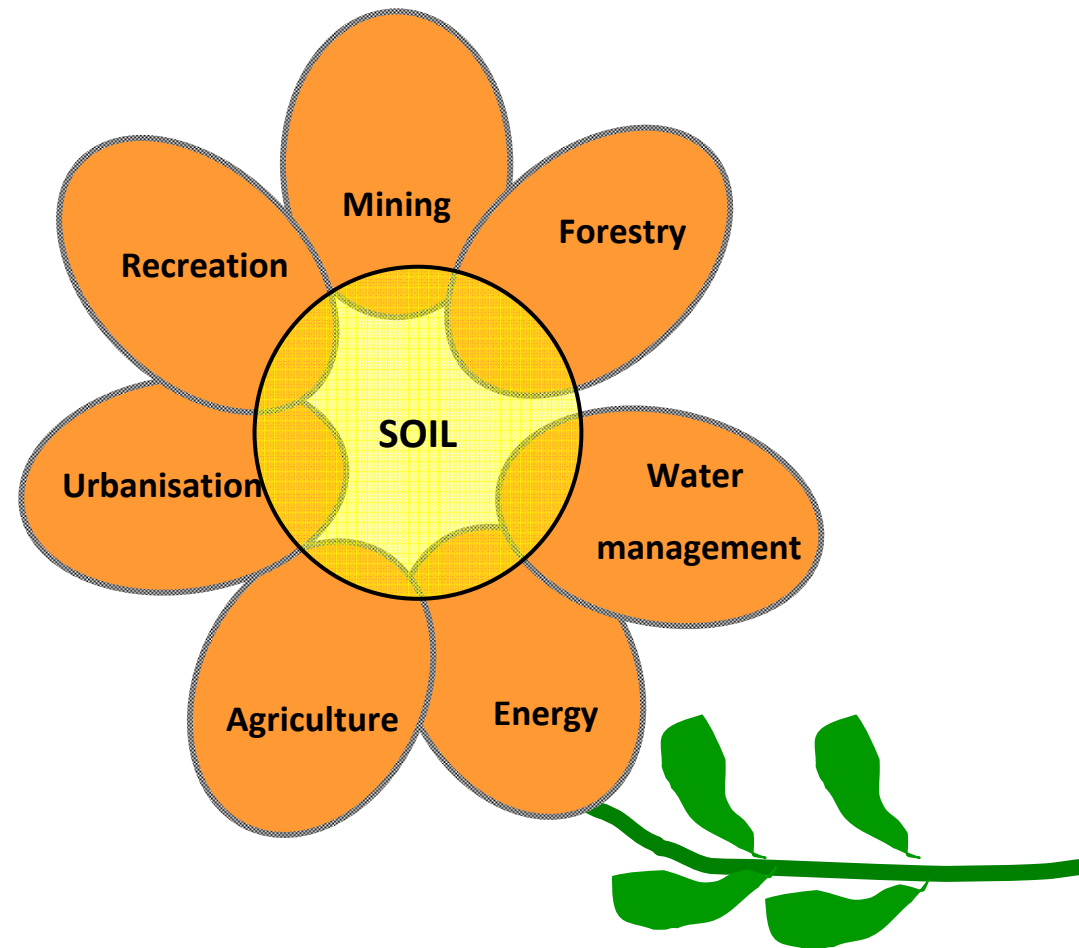 Mining
Forestry
Recreation
SOIL
Water
management
Urbanisation
Agriculture
Energy